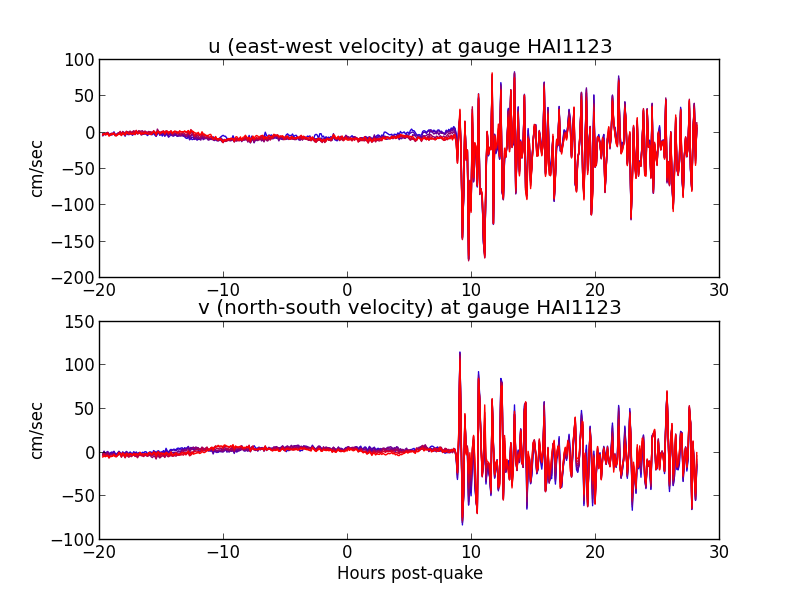 u (east-west velocity) at gauge HAI1123
100
50
0
−50
−100
−150
−200
cm/sec
−20 −10 0 10 20 30
v (north-south velocity) at gauge HAI1123
150
100
50
0
−50
−100
cm/sec
−20 −10 0 10 20 30
Hours post-quake